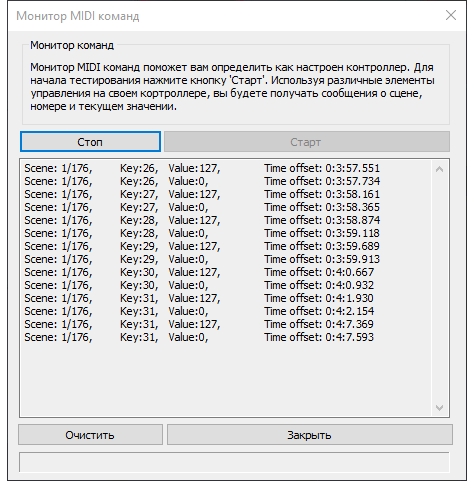 Монитор MIDI команд
Монитор команд
Монитор MIDI команд поможет вам определить как настроен контроллер. Для
начала тестирования нажмите кнопку 'Старт'. Используя различные элементы
управления на своем кортроллере, вы будете получать сообщения о сцене,
номере и текущем значении.
Стоп Старт
Scene: 1/176, Key:26, Value:127, Time offset: 0:3:57.551
Scene: 1/176, Key:26, Value:0, Time offset: 0:3:57.734
Scene: 1/176, Key:27, Value:127, Time offset: 0:3:58.161
Scene: 1/176, Key:27, Value:0, Time offset: 0:3:58.365
Scene: 1/176, Key:28, Value:127, Time offset: 0:3:58.874
Scene: 1/176, Key:28, Value:0, Time offset: 0:3:59.118
Scene: 1/176, Key:29, Value:127, Time offset: 0:3:59.689
Scene: 1/176, Key:29, Value:0, Time offset: 0:3:59.913
Scene: 1/176, Key:30, Value:127, Time offset: 0:4:0.667
Scene: 1/176, Key:30, Value:0, Time offset: 0:4:0.932
Scene: 1/176, Key:31, Value:127, Time offset: 0:4:1.930
Scene: 1/176, Key:31, Value:0, Time offset: 0:4:2.154
Scene: 1/176, Key:31, Value:127, Time offset: 0:4:7.369
Scene: 1/176, Key:31, Value:0, Time offset: 0:4:7.593
Очистить Закрыть